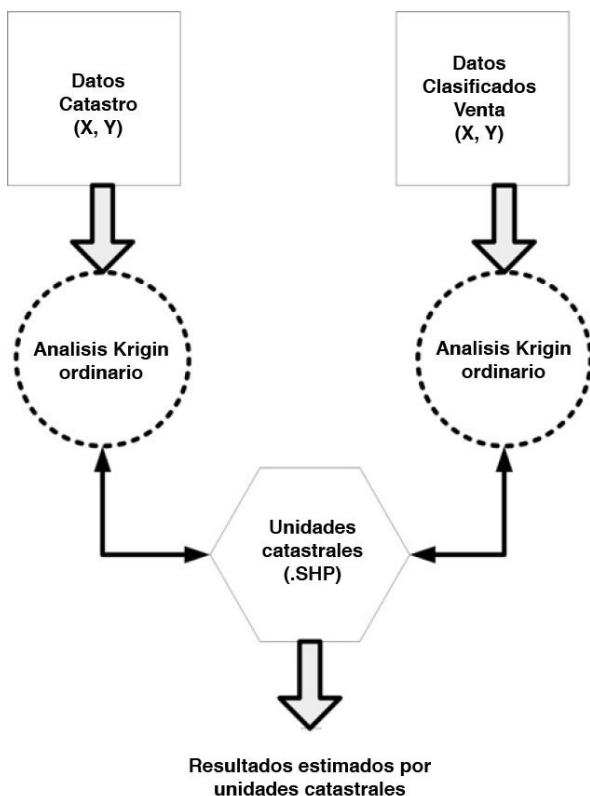 Datos
Catastro
(X, Y)
Datos
Clasificados
Venta
(X, Y)
Analisis Krigin
ordinario
Analisis Krigin
ordinario
Unidades
catastrales
(.SHP)
Resultados estimados por
unidades catastrales